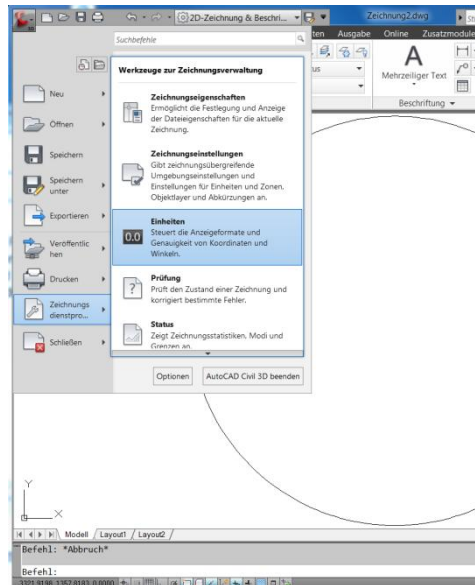 2D-Zeichnung & Beschri...
Zeichnung2.dwg
Suchbefehle
ten Ausgabe Online Zusatzmodule
Werkzeuge zur Zeichnungsverwaltung
Neu
Öffnen
Speichern
Speichern
unter
Exportieren
Veröffentlic
hen
Drucken
Zeichnungs
dienstpro...
Schließen
Zeichnungseigenschaften
Ermöglicht die Festlegung und Anzeige
der Dateieigenschaften für die aktuelle
Zeichnung.
Zeichnungseinstellungen
Gibt zeichnungsübergreifende
Umgebungseinstellungen und
Einstellungen für Einheiten und Zonen,
Objektlayer und Abkürzungen an.
0.0
Einheiten
Steuert die Anzeigeformate und
Genauigkeit von Koordinaten und
Winkeln.
Prüfung
Prüft den Zustand einer Zeichnung und
korrigiert bestimmte Fehler.
Status
Zeigt Zeichnungsstatistiken, Modi und
Grenzen an.
Optionen
AutoCAD Civil 3D beenden
us
A
Mehrzeiliger Text
Beschriftung
Y
X
Modell / Layout1 / Layout2 /
Befehl: *Abbruch*
Befehl: